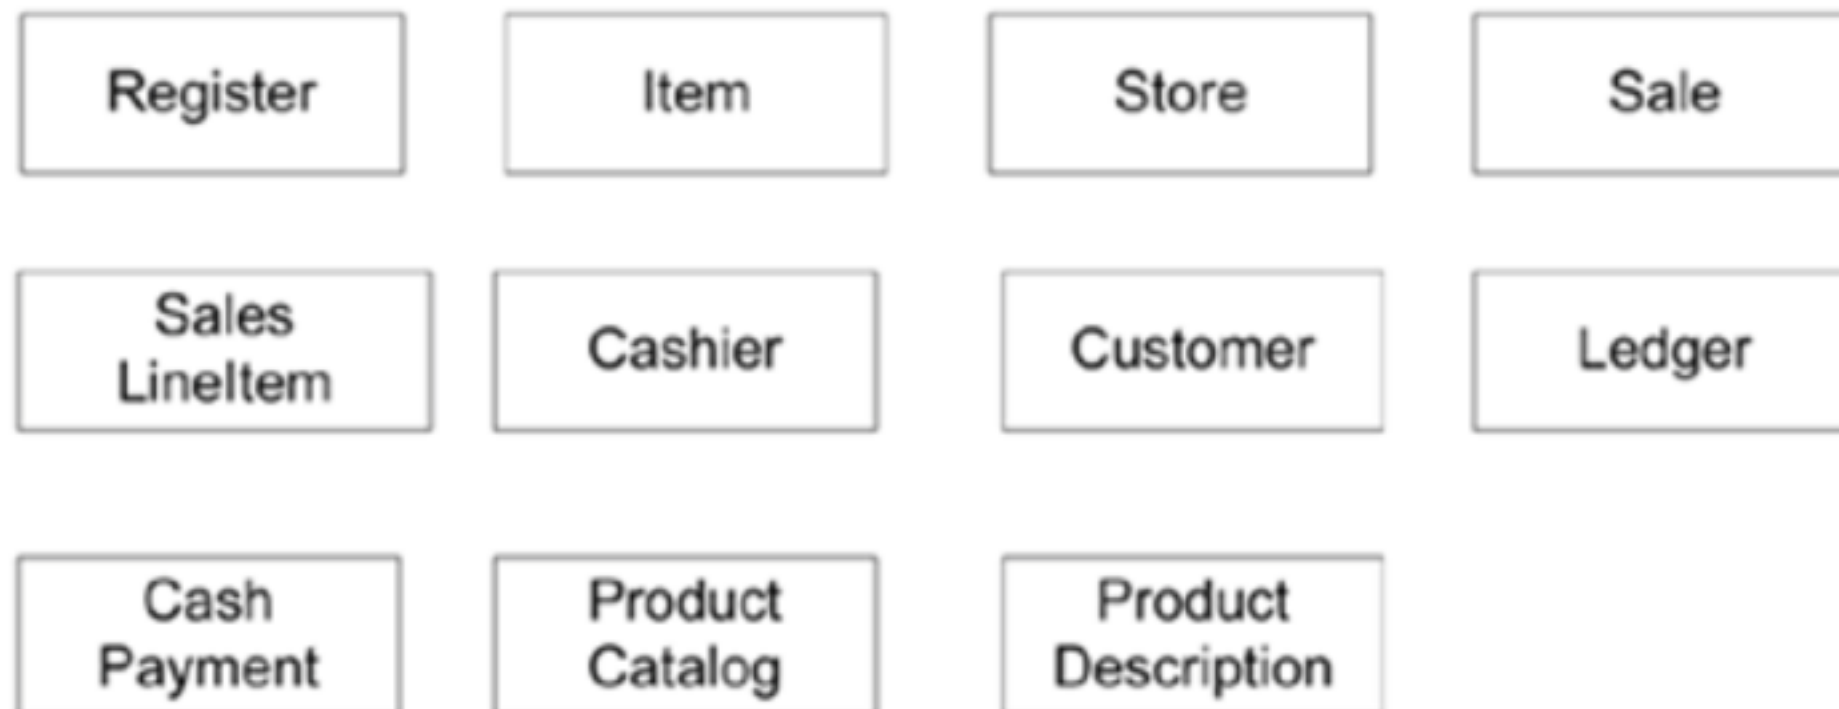 Register
Item
Store
Sale
Sales
LineItem
Cashier
Customer
Ledger
Cash
Payment
Product
Catalog
Product
Description